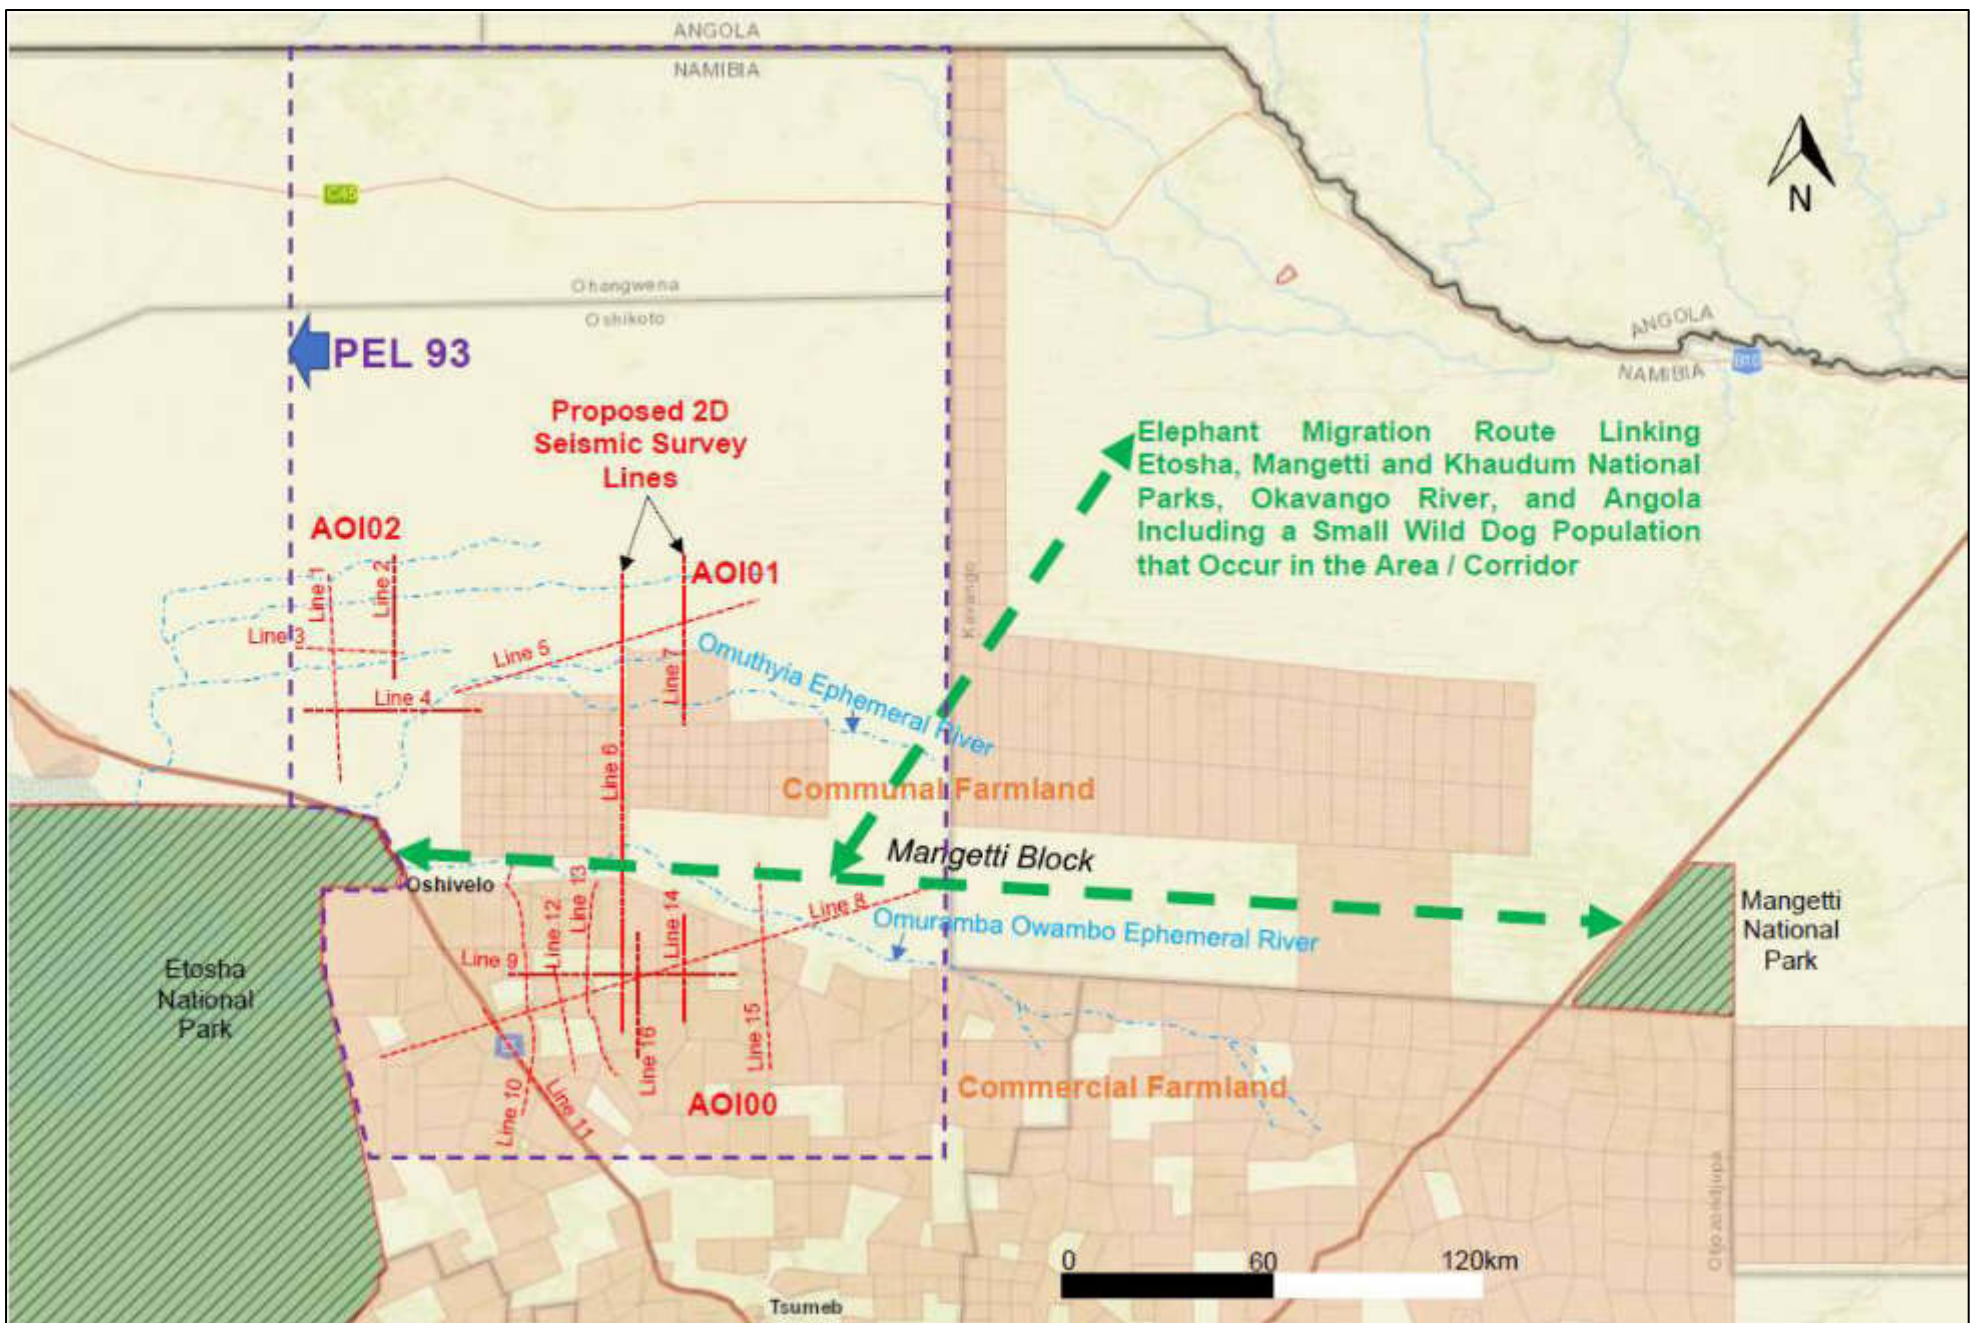 ANGOLA
NAMIBIA
C45
N
Ohangwena
Oshikoto
PEL 93
ANGOLA
NAMIBIA
B10
Proposed 2D
Seismic Survey
Lines
Elephant Migration Route Linking
Etosha, Mangetti and Khaudum National
Parks, Okavango River, and Angola
Including a Small Wild Dog Population
that Occur in the Area / Corridor
AOI02
AOI01
Line 1
Line 2
Line 3
Line 4
Line 5
Line 6
Line 7
Kavango
Omuthyia Ephemeral River
Communal Farmland
Mangetti Block
Oshivelo
Line 13
Line 12
Line 14
Line 8
Omuramba Owambo Ephemeral River
Mangetti
National
Park
Line 9
Etosha
National
Park
Line 15
Line 16
Line 10
Line 11
AOI00
Commercial Farmland
Otjozondjupa
0 60 120km
Tsumeb